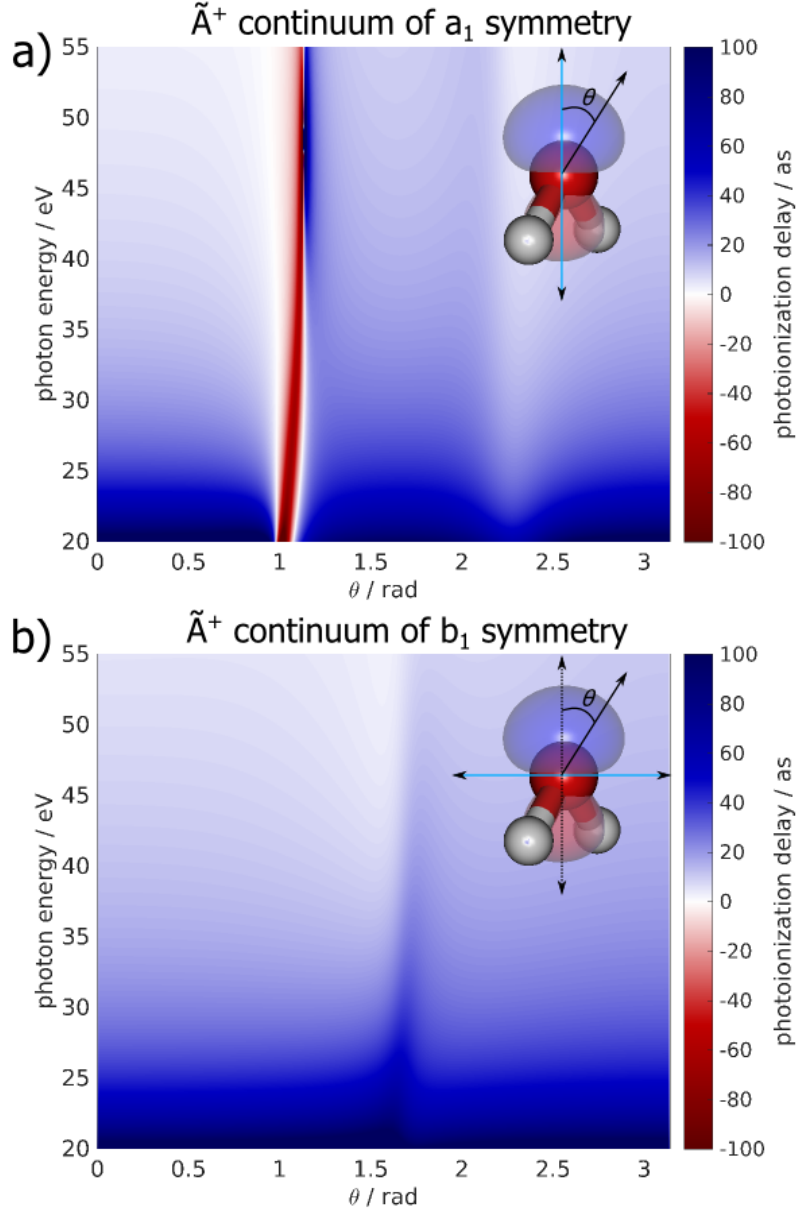 Ã⁺ continuum of a₁ symmetry
a)
55
50
45
40
35
30
25
20
photon energy / eV
0 0.5 1 1.5 2 2.5 3
θ / rad
θ
100
80
60
40
20
0
-20
-40
-60
-80
-100
photoionization delay / as
Ã⁺ continuum of b₁ symmetry
b)
55
50
45
40
35
30
25
20
photon energy / eV
0 0.5 1 1.5 2 2.5 3
θ / rad
θ
100
80
60
40
20
0
-20
-40
-60
-80
-100
photoionization delay / as